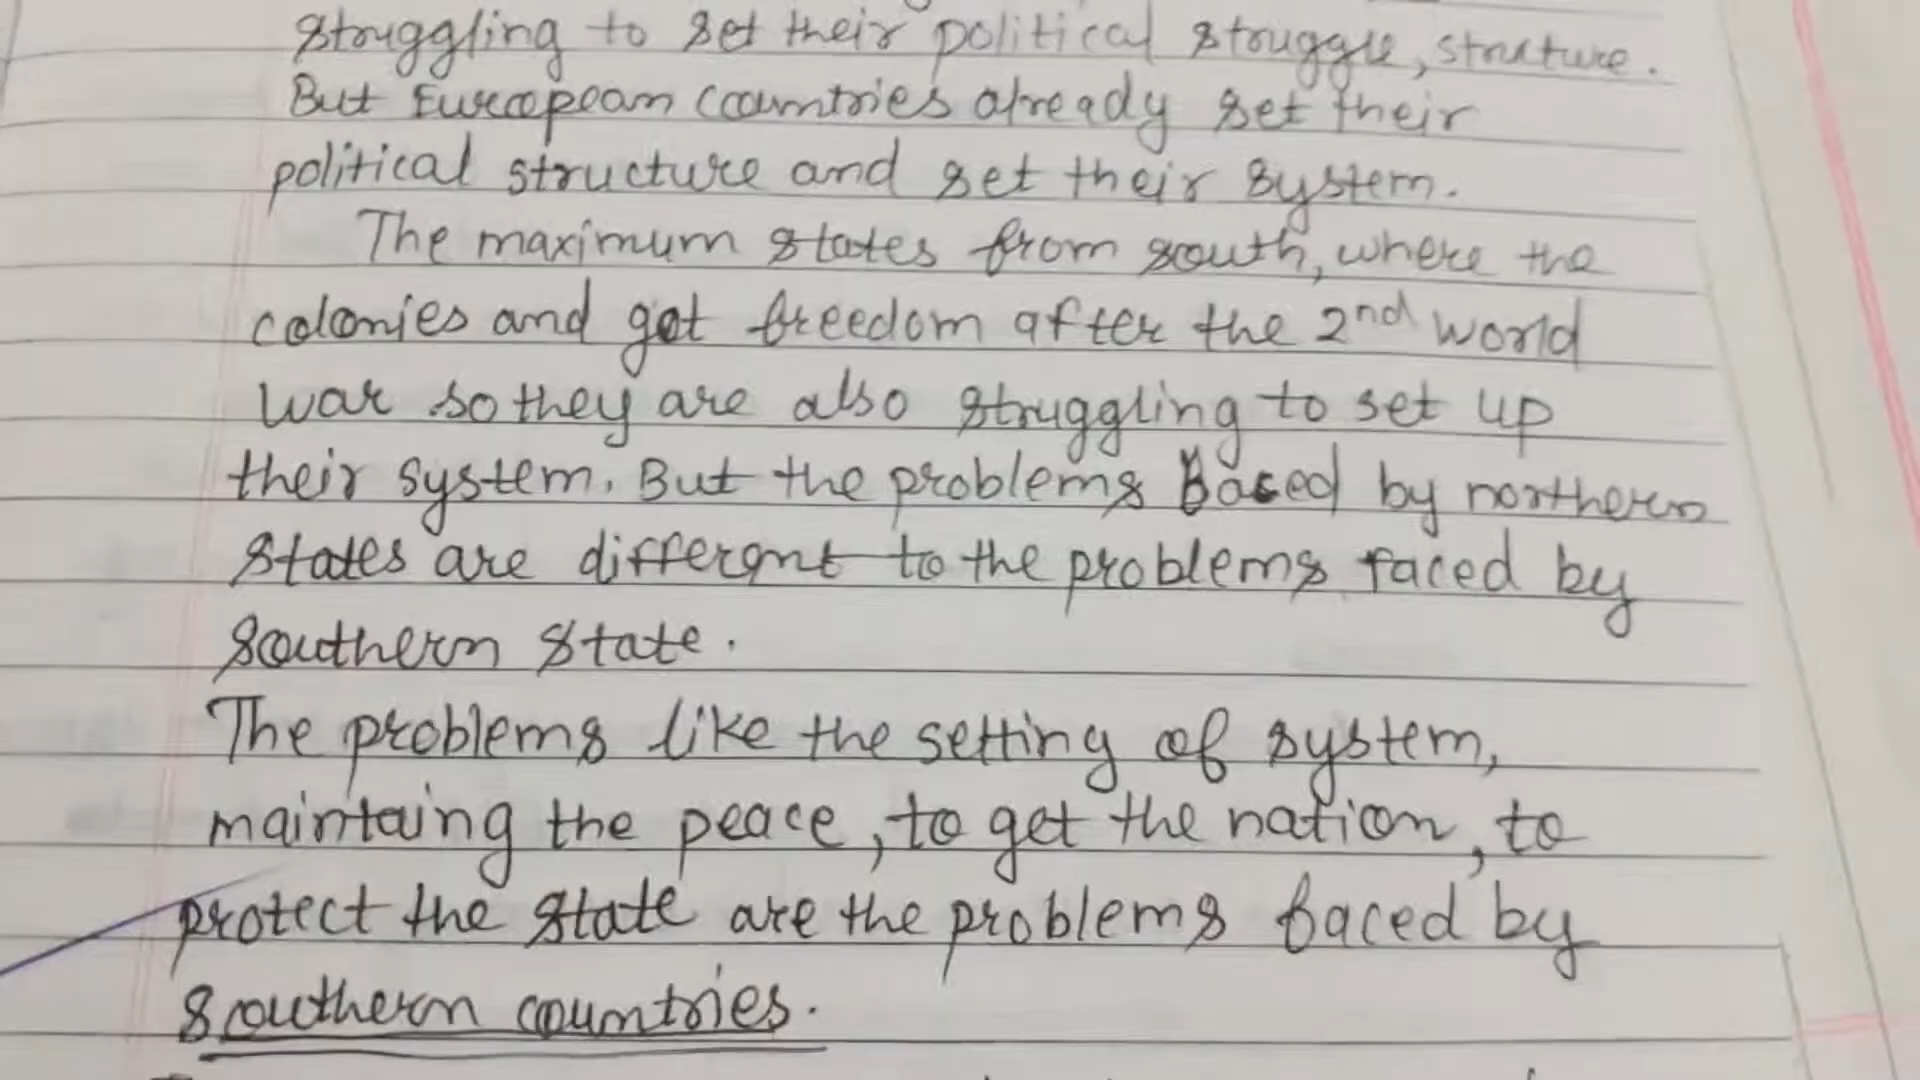 struggling to set their political struggle, struture.
But Eurcopean countries already set their
political structure and set their system.
The maximum states from south, where the
colonies and got freedom after the 2nd world
war so they are also struggling to set up
their system. But the problems baced by northern
states are different to the problems faced by
southern state.
The problems like the setting of system,
maintaing the peace, to get the nation, to
protect the state are the problems faced by
southern countries.